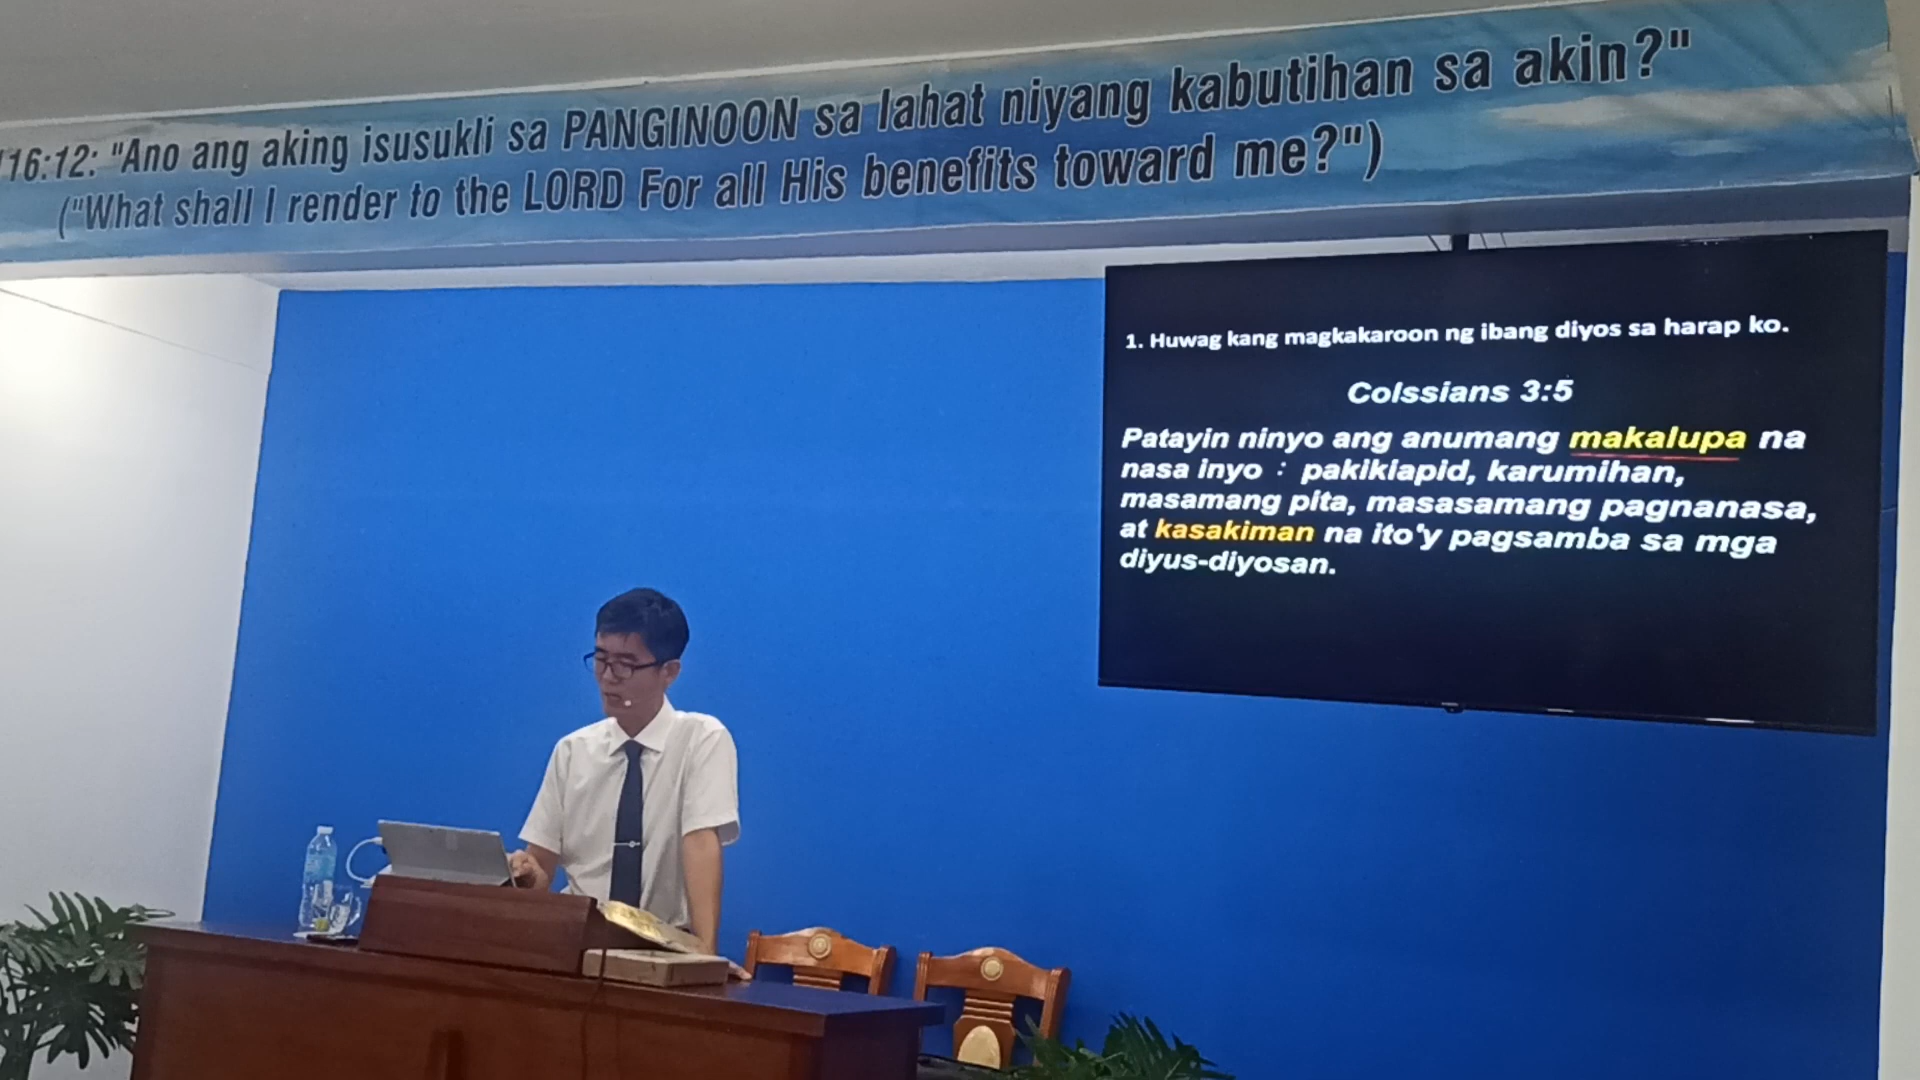 116:12: "Ano ang aking isusukli sa PANGINOON sa lahat niyang kabutihan sa akin?"
("What shall I render to the LORD For all His benefits toward me?")
1. Huwag kang magkakaroon ng ibang diyos sa harap ko.
Colssians 3:5
Patayin ninyo ang anumang makalupa na
nasa inyo : pakikiapid, karumihan,
masamang pita, masasamang pagnanasa,
at kasakiman na ito'y pagsamba sa mga
diyus-diyosan.